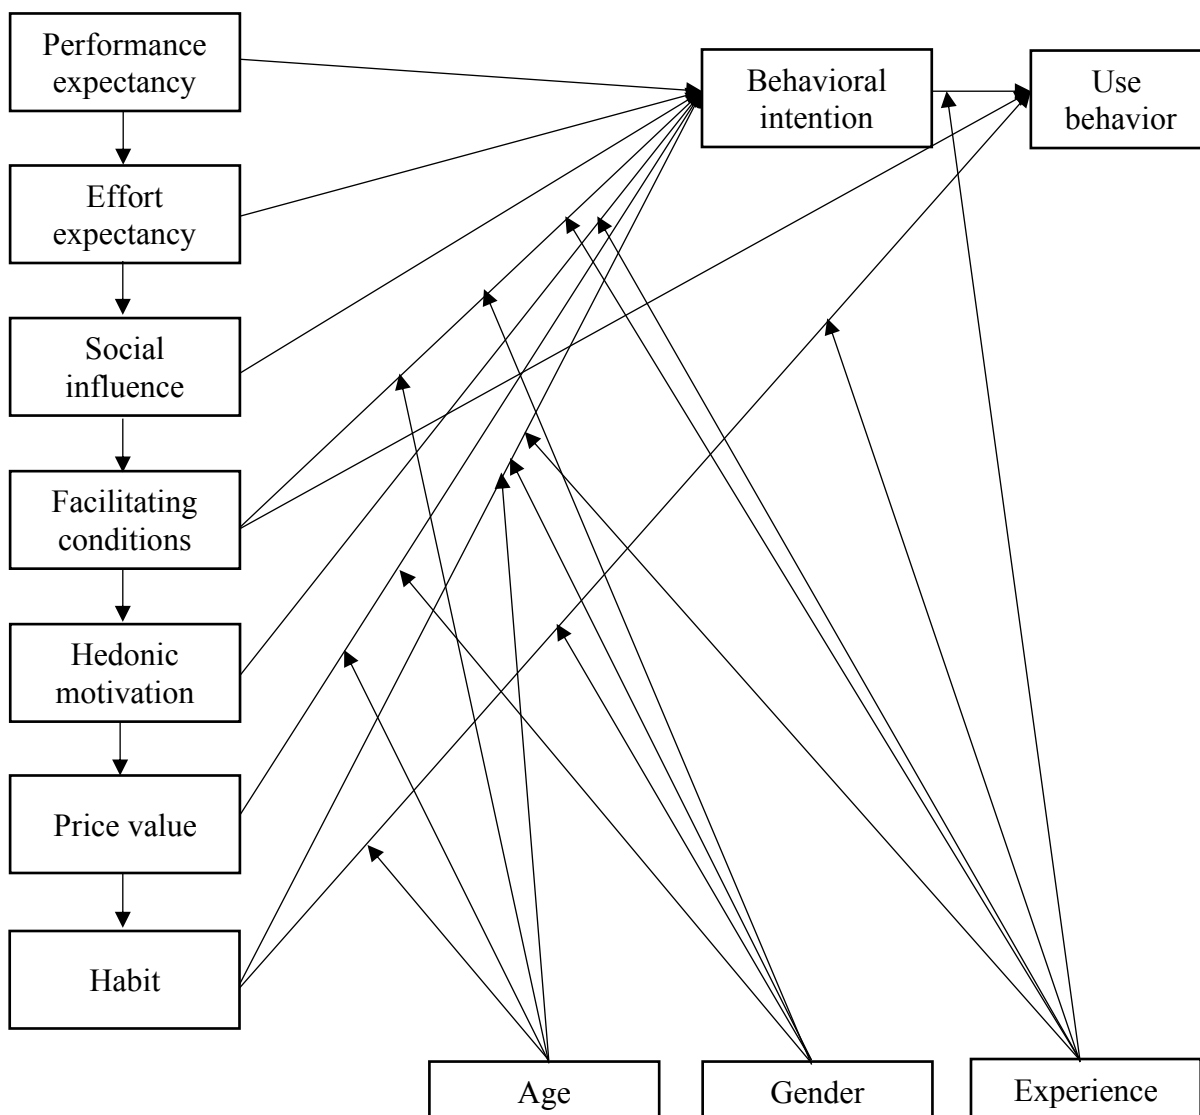 Performance
expectancy
Behavioral
intention
Use
behavior
Effort
expectancy
Social
influence
Facilitating
conditions
Hedonic
motivation
Price value
Habit
Age
Gender
Experience